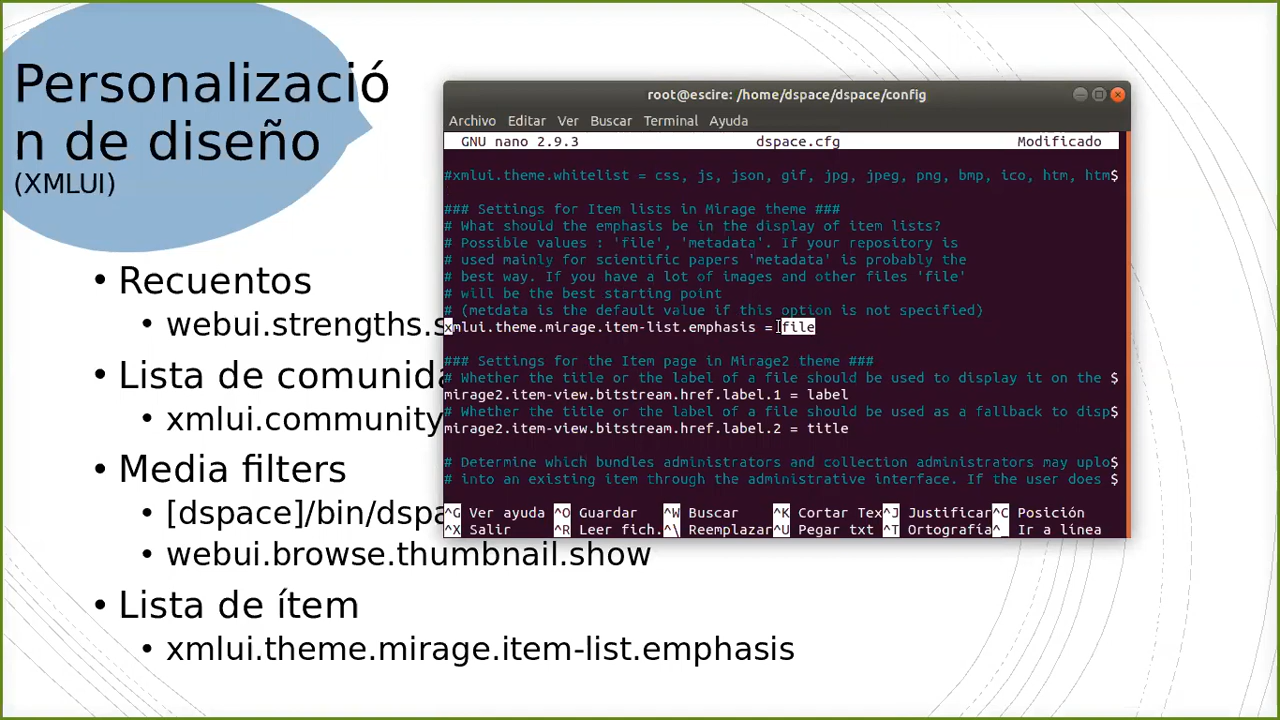 Personalizació
n de diseño
(XMLUI)
• Recuentos
• webui.strengths.s
• Lista de comunida
• xmlui.community
• Media filters
• [dspace]/bin/dspa
• webui.browse.thumbnail.show
• Lista de ítem
• xmlui.theme.mirage.item-list.emphasis
root@escire: /home/dspace/dspace/config
Archivo Editar Ver Buscar Terminal Ayuda
GNU nano 2.9.3 dspace.cfg Modificado
#xmlui.theme.whitelist = css, js, json, gif, jpg, jpeg, png, bmp, ico, htm, htm$
### Settings for Item lists in Mirage theme ###
# What should the emphasis be in the display of item lists?
# Possible values : 'file', 'metadata'. If your repository is
# used mainly for scientific papers 'metadata' is probably the
# best way. If you have a lot of images and other files 'file'
# will be the best starting point
# (metdata is the default value if this option is not specified)
xmlui.theme.mirage.item-list.emphasis = file
### Settings for the Item page in Mirage2 theme ###
# Whether the title or the label of a file should be used to display it on the $
mirage2.item-view.bitstream.href.label.1 = label
# Whether the title or the label of a file should be used as a fallback to disp$
mirage2.item-view.bitstream.href.label.2 = title
# Determine which bundles administrators and collection administrators may uplo$
# into an existing item through the administrative interface. If the user does $
^G Ver ayuda ^O Guardar ^W Buscar ^K Cortar Tex^J Justificar^C Posición
^X Salir ^R Leer fich.^\ Reemplazar^U Pegar txt ^T Ortografía^_ Ir a línea